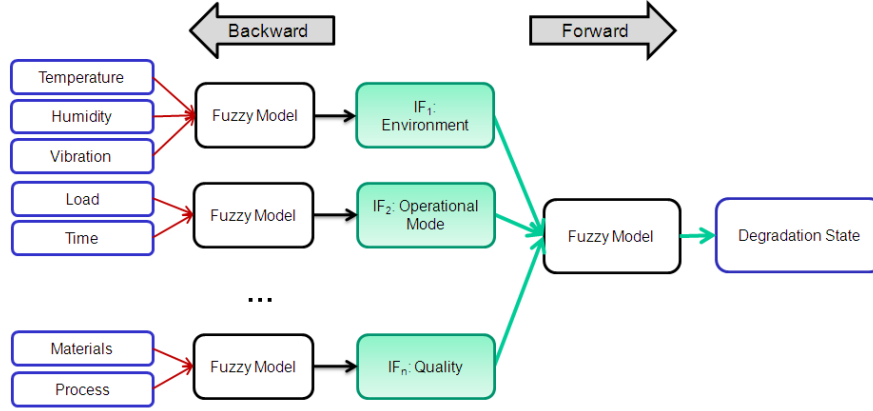 Backward
Forward
Temperature
Humidity
Vibration
Fuzzy Model
IF₁:
Environment
Load
Time
Fuzzy Model
IF₂: Operational
Mode
Fuzzy Model
Degradation State
...
Materials
Process
Fuzzy Model
IFₙ: Quality